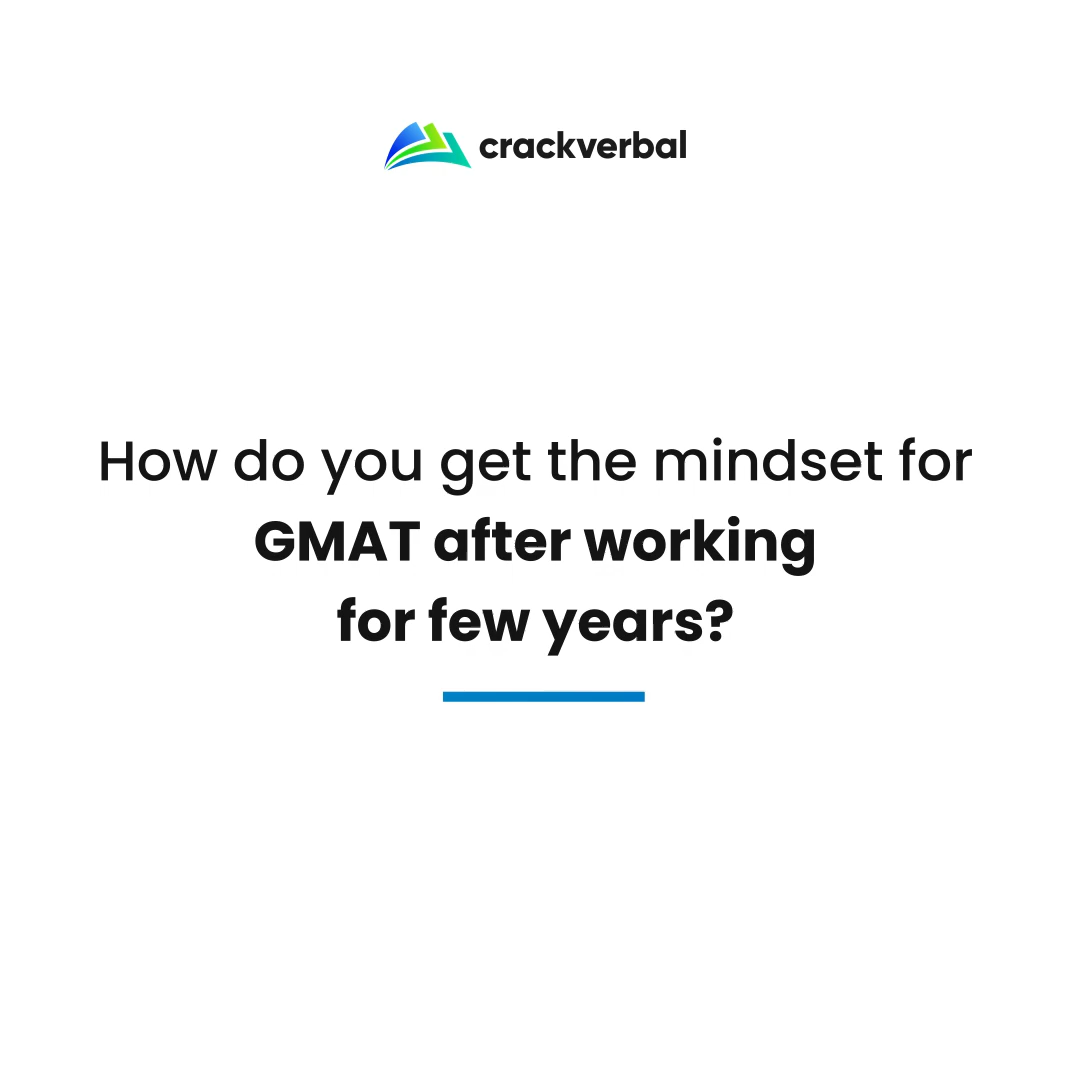 crackverbal
How do you get the mindset for
GMAT after working
for few years?